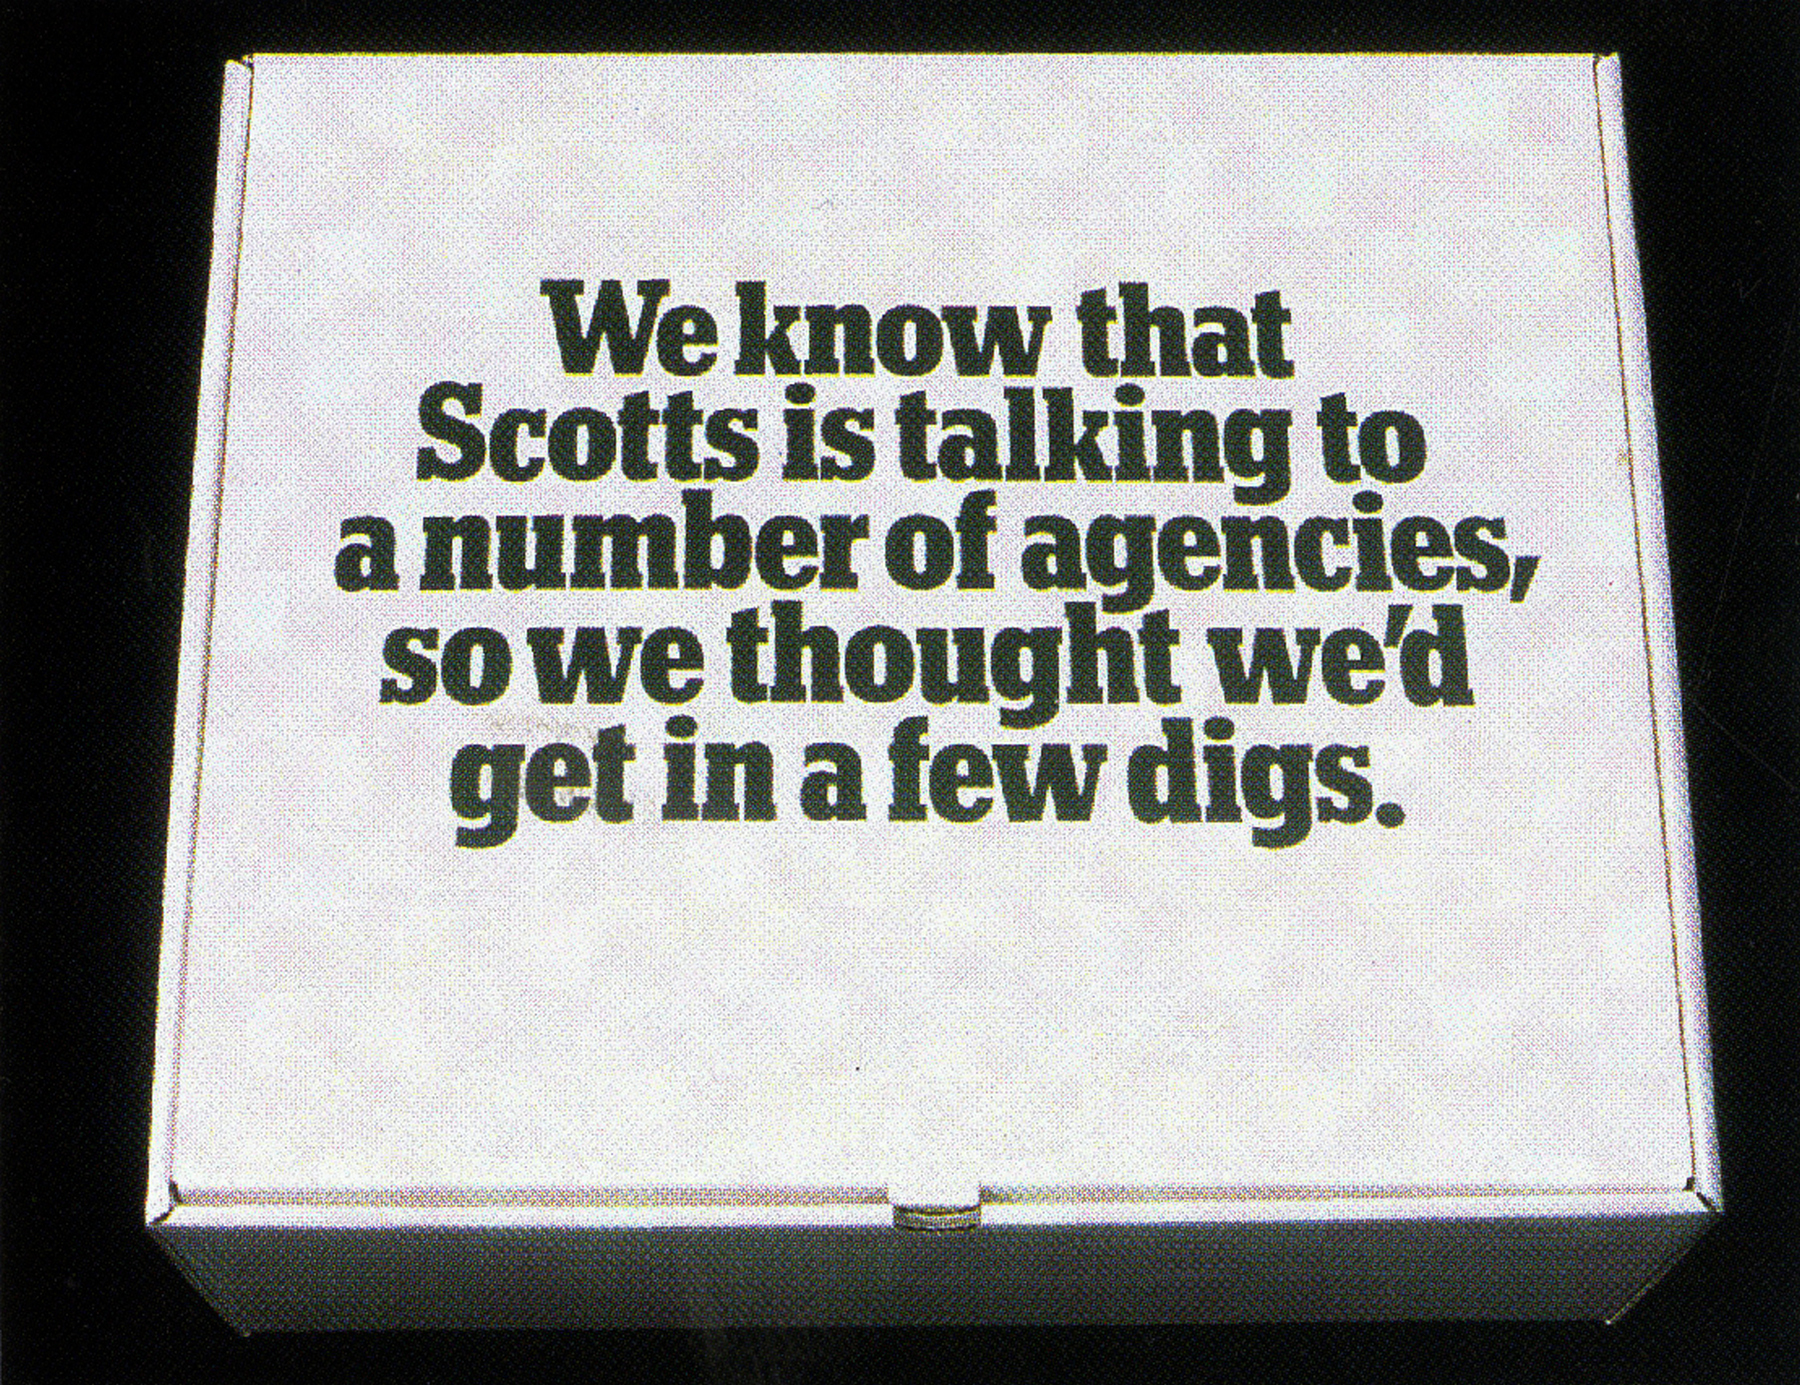 We know that
Scotts is talking to
a number of agencies,
so we thought we'd
get in a few digs.